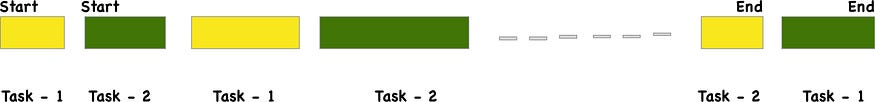 Start Start End End
Task - 1 Task - 2 Task - 1 Task - 2 Task - 2 Task - 1